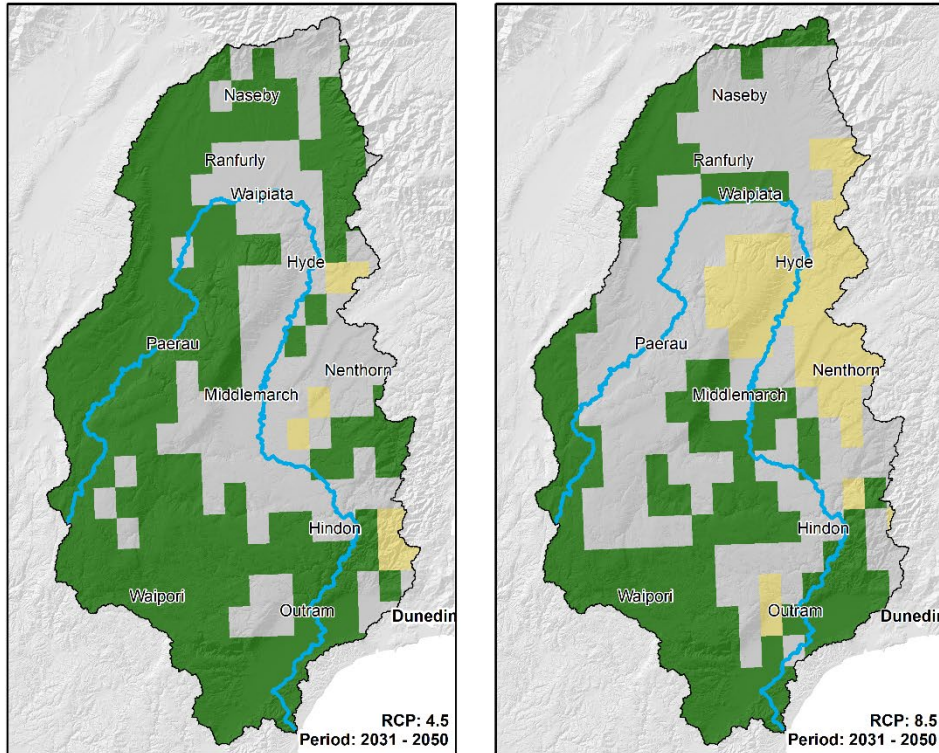 Naseby
Ranfurly
Waipiata
Hyde
Paerau
Nenthorn
Middlemarch
Hindon
Waipori
Outram
Dunedin
RCP: 4.5
Period: 2031 - 2050
Naseby
Ranfurly
Waipiata
Hyde
Paerau
Nenthorn
Middlemarch
Hindon
Waipori
Outram
Dunedin
RCP: 8.5
Period: 2031 - 2050